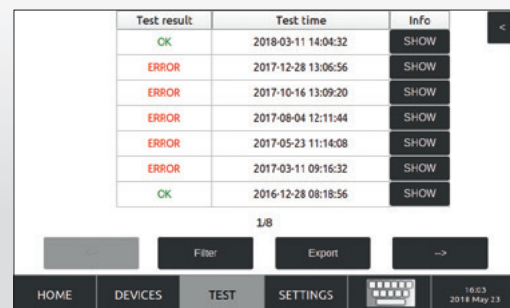 Test result Test time Info
<
OK 2018-03-11 14:04:32 SHOW
ERROR 2017-12-28 13:06:56 SHOW
ERROR 2017-10-16 13:09:20 SHOW
ERROR 2017-08-04 12:11:44 SHOW
ERROR 2017-05-23 11:14:08 SHOW
ERROR 2017-03-11 09:16:32 SHOW
OK 2016-12-28 08:18:56 SHOW
1/8
<-- Filter Export -->
HOME DEVICES TEST SETTINGS 16:03
2018 May 23